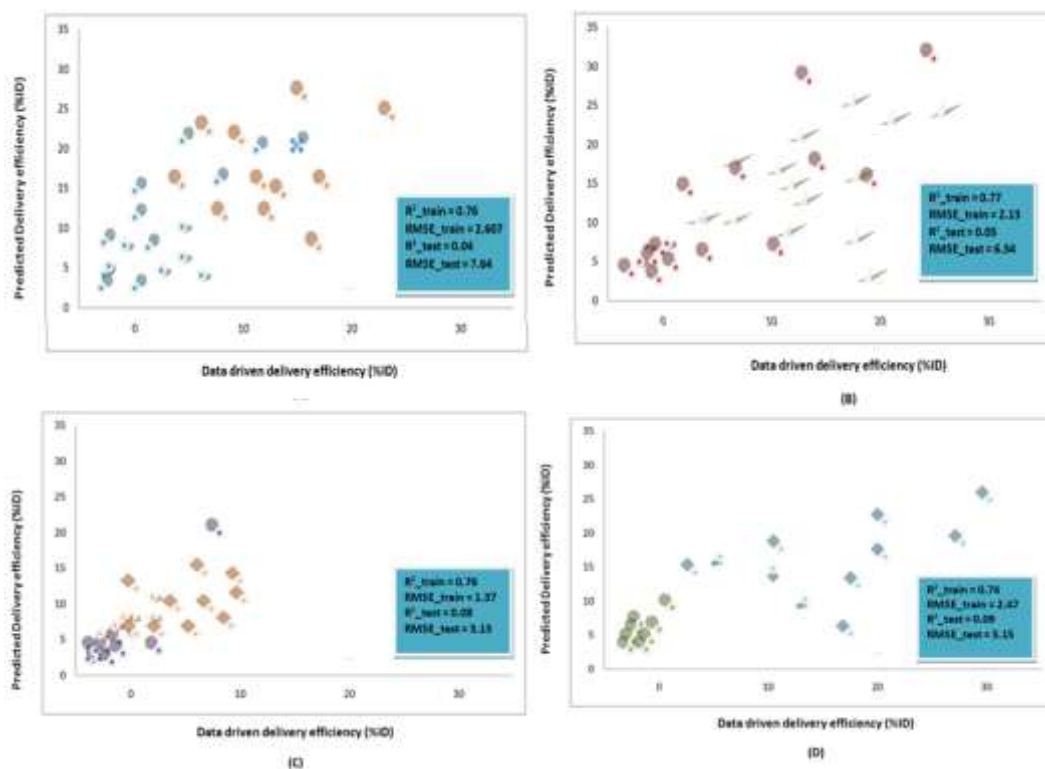 35
30
25
20
15
10
5
0
Predicted Delivery efficiency (%ID)
R²_train = 0.76
RMSE_train = 2.607
R²_test = 0.04
RMSE_test = 7.94
0 10 20 30
Data driven delivery efficiency (%ID)
35
30
25
20
15
10
5
0
Predicted Delivery efficiency (%ID)
R²_train = 0.77
RMSE_train = 2.13
R²_test = 0.05
RMSE_test = 6.34
0 10 20 30
Data driven delivery efficiency (%ID)
(B)
35
30
25
20
15
10
5
0
Predicted Delivery efficiency (%ID)
R²_train = 0.76
RMSE_train = 1.37
R²_test = 0.08
RMSE_test = 3.13
0 10 20 30
Data driven delivery efficiency (%ID)
(C)
35
30
25
20
15
10
5
0
Predicted Delivery efficiency (%ID)
R²_train = 0.76
RMSE_train = 2.47
R²_test = 0.09
RMSE_test = 5.15
0 10 20 30
Data driven delivery efficiency (%ID)
(D)